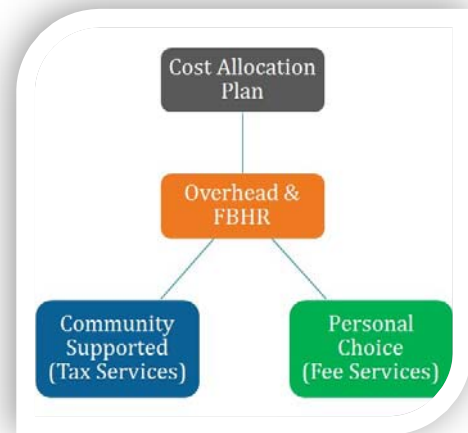 Cost Allocation
Plan
Overhead &
FBHR
Community
Supported
(Tax Services)
Personal
Choice
(Fee Services)